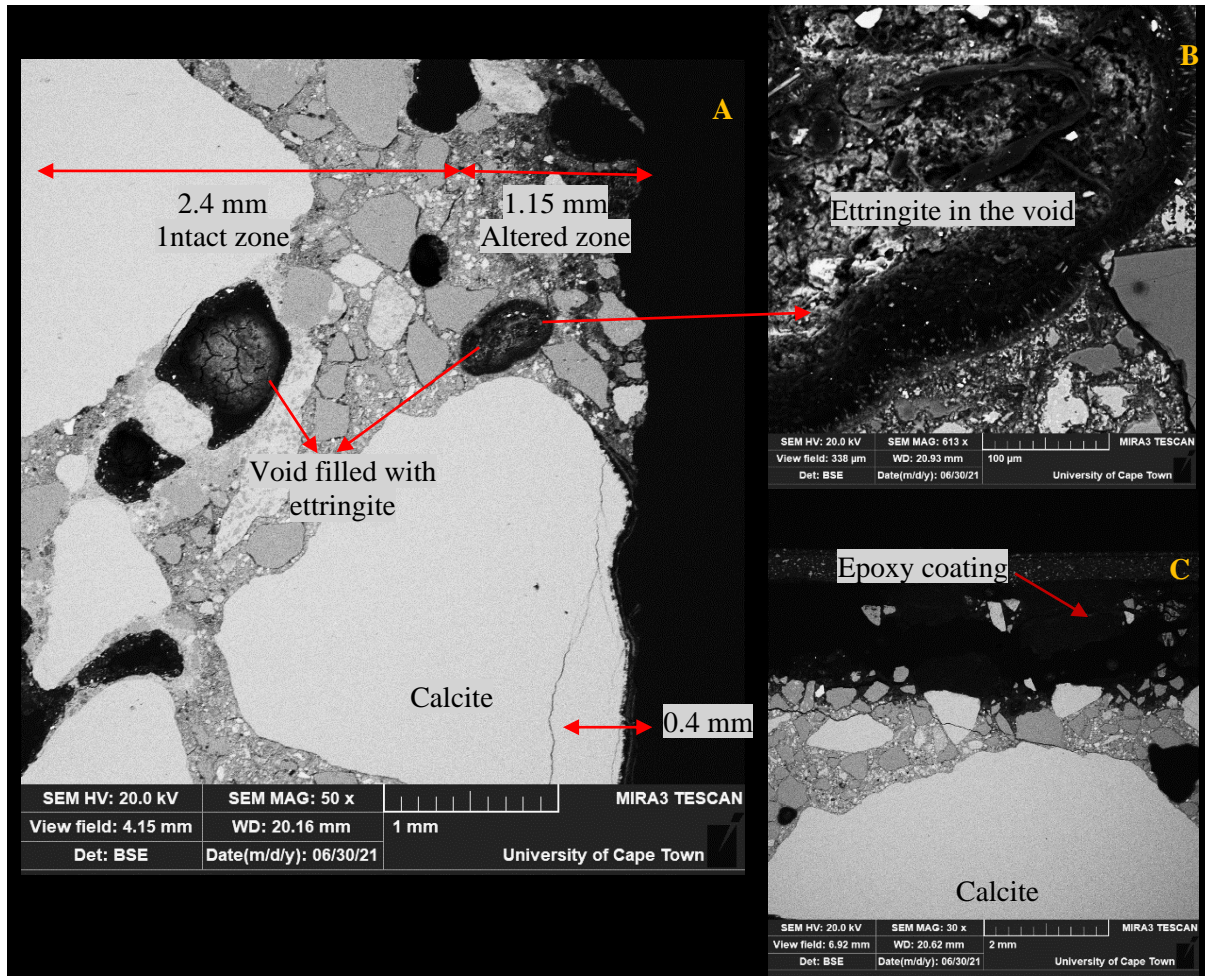 A
2.4 mm
1ntact zone
1.15 mm
Altered zone
Void filled with
ettringite
Calcite
0.4 mm
SEM HV: 20.0 kV SEM MAG: 50 x MIRA3 TESCAN
View field: 4.15 mm WD: 20.16 mm 1 mm
Det: BSE Date(m/d/y): 06/30/21 University of Cape Town
B
Ettringite in the void
SEM HV: 20.0 kV SEM MAG: 613 x MIRA3 TESCAN
View field: 338 µm WD: 20.93 mm 100 µm
Det: BSE Date(m/d/y): 06/30/21 University of Cape Town
Epoxy coating
C
Calcite
SEM HV: 20.0 kV SEM MAG: 30 x MIRA3 TESCAN
View field: 6.92 mm WD: 20.62 mm 2 mm
Det: BSE Date(m/d/y): 06/30/21 University of Cape Town